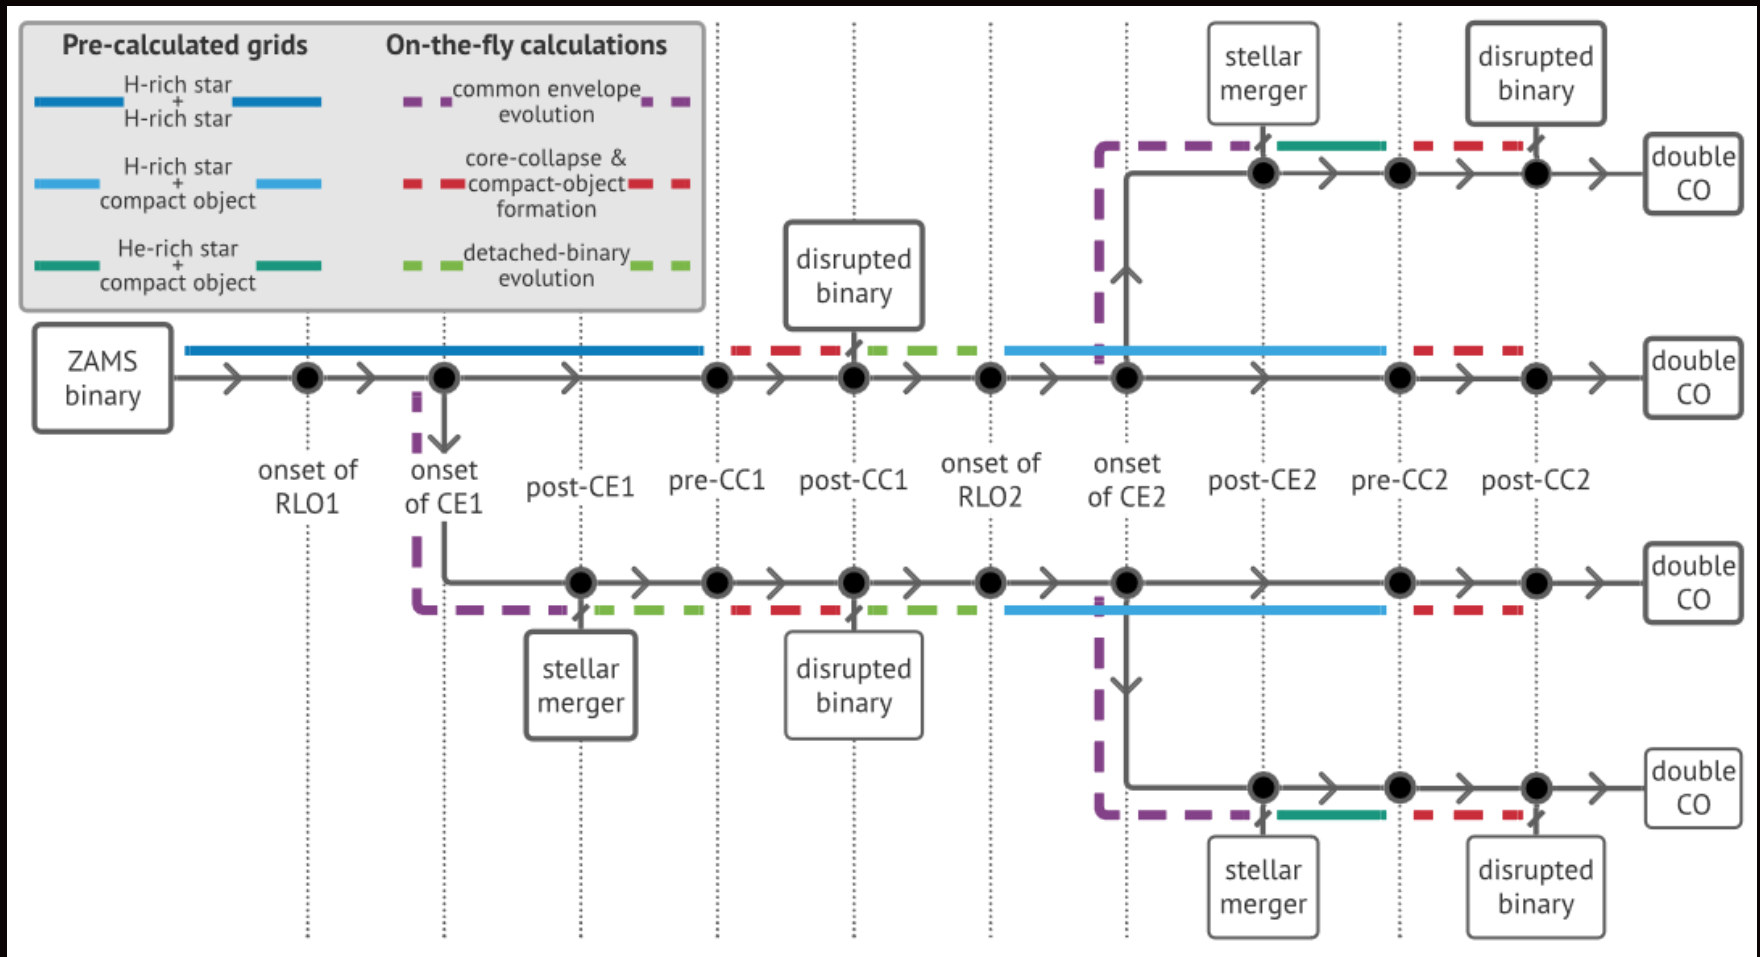 Pre-calculated grids
H-rich star
+
H-rich star
H-rich star
+
compact object
He-rich star
+
compact object
On-the-fly calculations
common envelope
evolution
core-collapse &
compact-object
formation
detached-binary
evolution
stellar
merger
disrupted
binary
double
CO
disrupted
binary
ZAMS
binary
double
CO
onset of
RLO1
onset
of CE1
post-CE1
pre-CC1
post-CC1
onset of
RLO2
onset
of CE2
post-CE2
pre-CC2
post-CC2
double
CO
stellar
merger
disrupted
binary
double
CO
stellar
merger
disrupted
binary